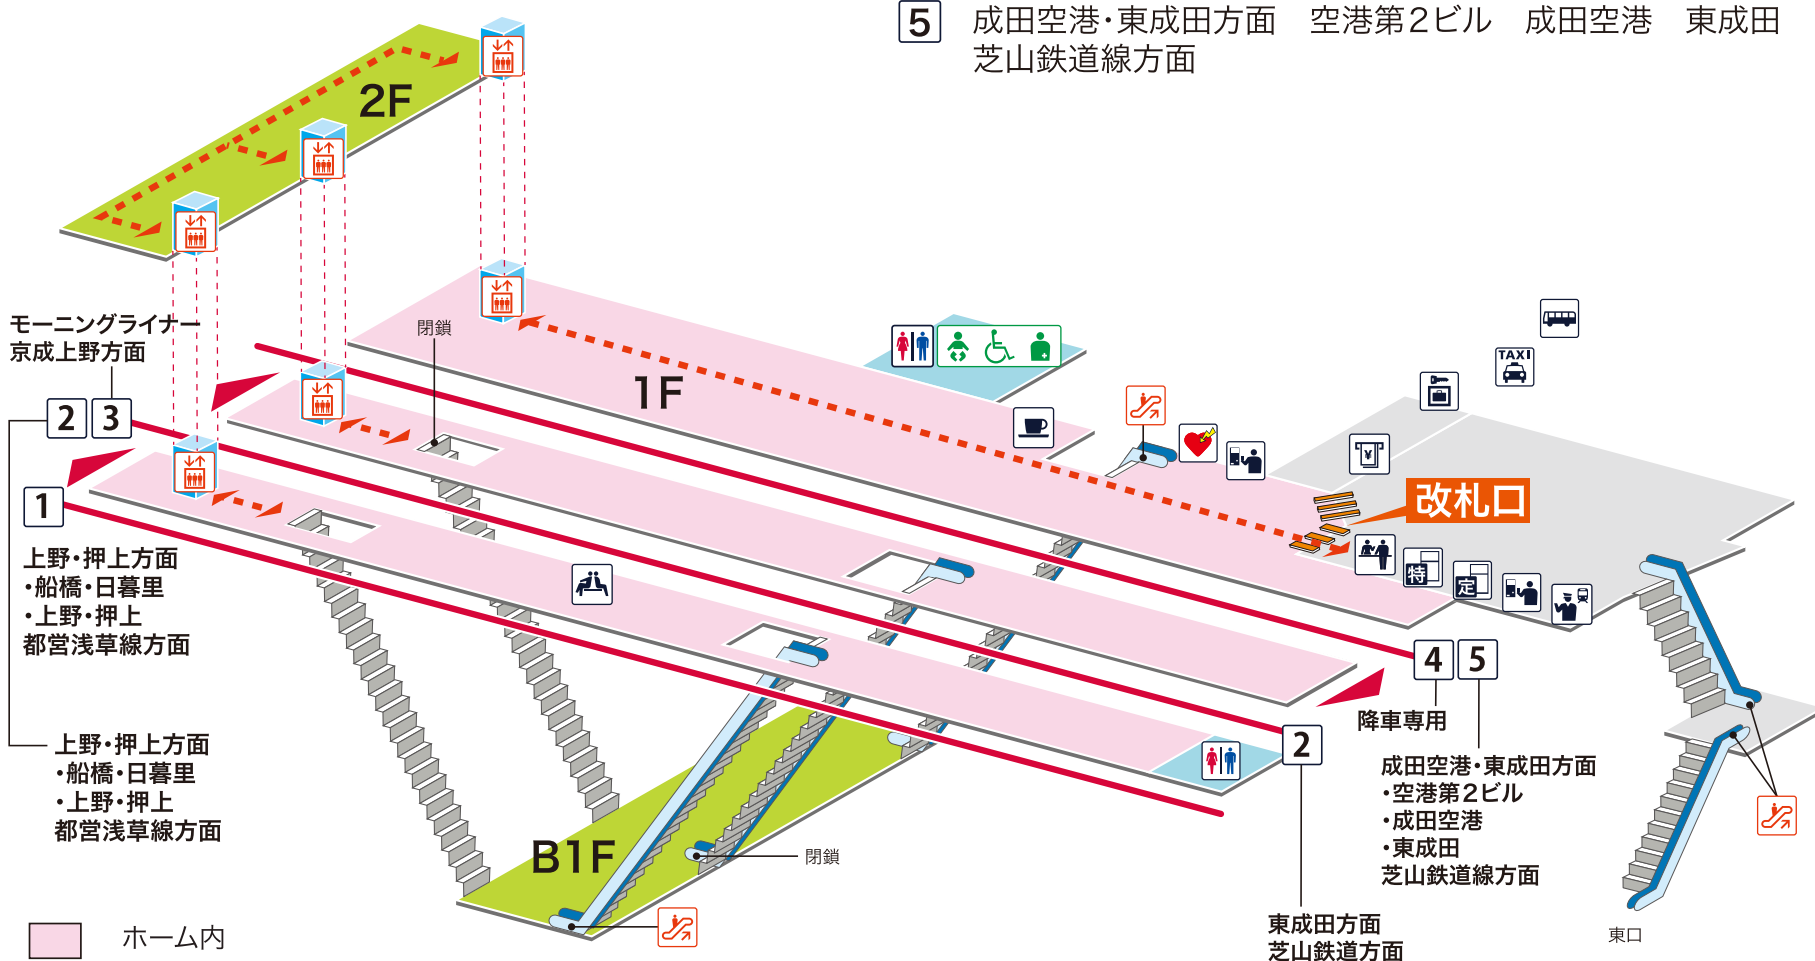 5 成田空港・東成田方面 空港第2ビル 成田空港 東成田
芝山鉄道線方面
2F
モーニングライナー
京成上野方面
閉鎖
1F
TAXI
¥
2 3
改札口
1
特
定
上野・押上方面
・船橋・日暮里
・上野・押上
都営浅草線方面
4 5
降車専用
2
上野・押上方面
・船橋・日暮里
・上野・押上
都営浅草線方面
成田空港・東成田方面
・空港第2ビル
・成田空港
・東成田
芝山鉄道線方面
B1F
閉鎖
東成田方面
芝山鉄道方面
東口
ホーム内